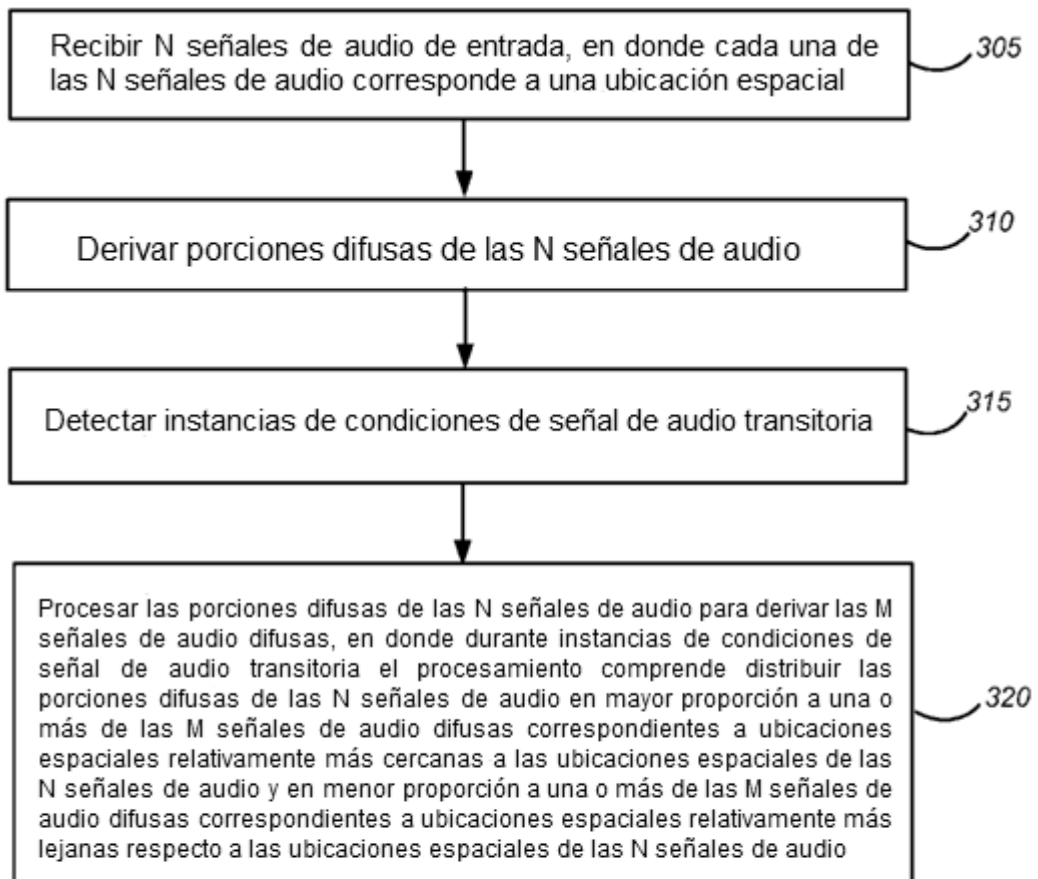 Recibir N señales de audio de entrada, en donde cada una de
las N señales de audio corresponde a una ubicación espacial
305
Derivar porciones difusas de las N señales de audio
310
Detectar instancias de condiciones de señal de audio transitoria
315
Procesar las porciones difusas de las N señales de audio para derivar las M
señales de audio difusas, en donde durante instancias de condiciones de
señal de audio transitoria el procesamiento comprende distribuir las
porciones difusas de las N señales de audio en mayor proporción a una o
más de las M señales de audio difusas correspondientes a ubicaciones
espaciales relativamente más cercanas a las ubicaciones espaciales de las
N señales de audio y en menor proporción a una o más de las M señales de
audio difusas correspondientes a ubicaciones espaciales relativamente más
lejanas respecto a las ubicaciones espaciales de las N señales de audio
320